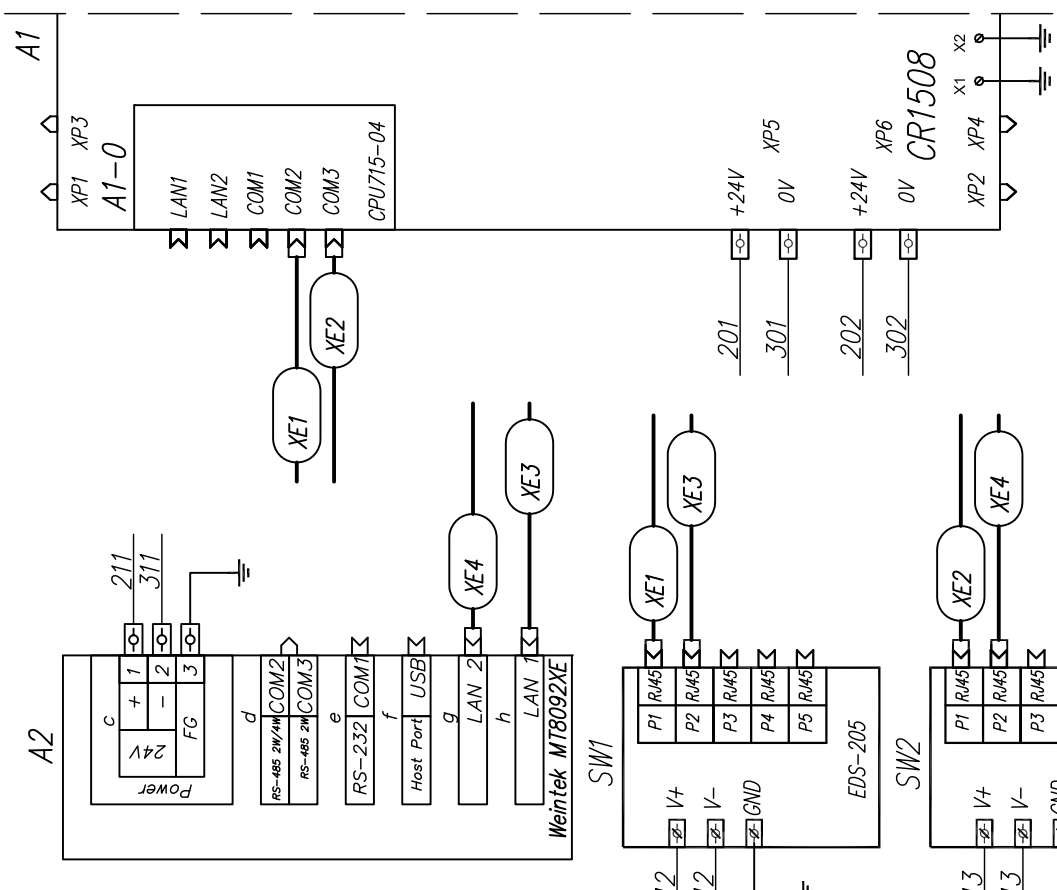 A1
XP3
XP1
A1-0
LAN1
LAN2
COM1
COM2
COM3
CPU715-04
+24V
XP5
0V
+24V
XP6
0V
CR1508
X2
X1
XP4
XP2
XE1
XE2
201
301
202
302
XE4
XE3
XE1
XE3
XE2
XE4
211
311
A2
c
+ 1
- 2
24V
FG 3
Power
d
RS-485 2W/4W COM2
RS-485 2W COM3
e
RS-232 COM1
f
Host Port USB
g
LAN 2
h
LAN 1
Weintek MT8092XE
SW1
P1 RJ45
P2 RJ45
P3 RJ45
P4 RJ45
P5 RJ45
V+
V-
GND
EDS-205
SW2
P1 RJ45
P2 RJ45
P3 RJ45
V+
V-